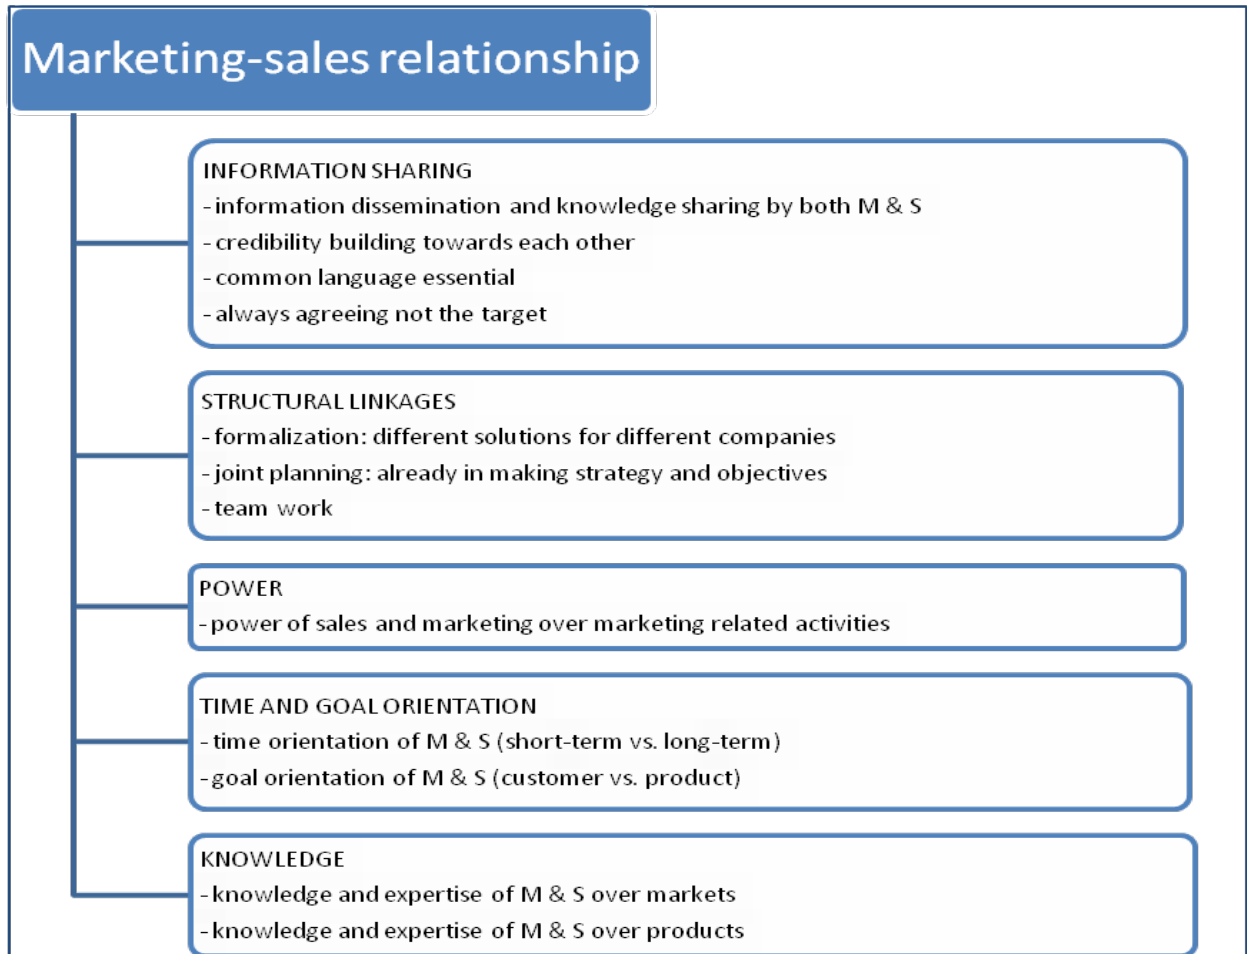 Marketing-sales relationship
INFORMATION SHARING
- information dissemination and knowledge sharing by both M & S
- credibility building towards each other
- common language essential
- always agreeing not the target
STRUCTURAL LINKAGES
- formalization: different solutions for different companies
- joint planning: already in making strategy and objectives
- team work
POWER
- power of sales and marketing over marketing related activities
TIME AND GOAL ORIENTATION
- time orientation of M & S (short-term vs. long-term)
- goal orientation of M & S (customer vs. product)
KNOWLEDGE
- knowledge and expertise of M & S over markets
- knowledge and expertise of M & S over products